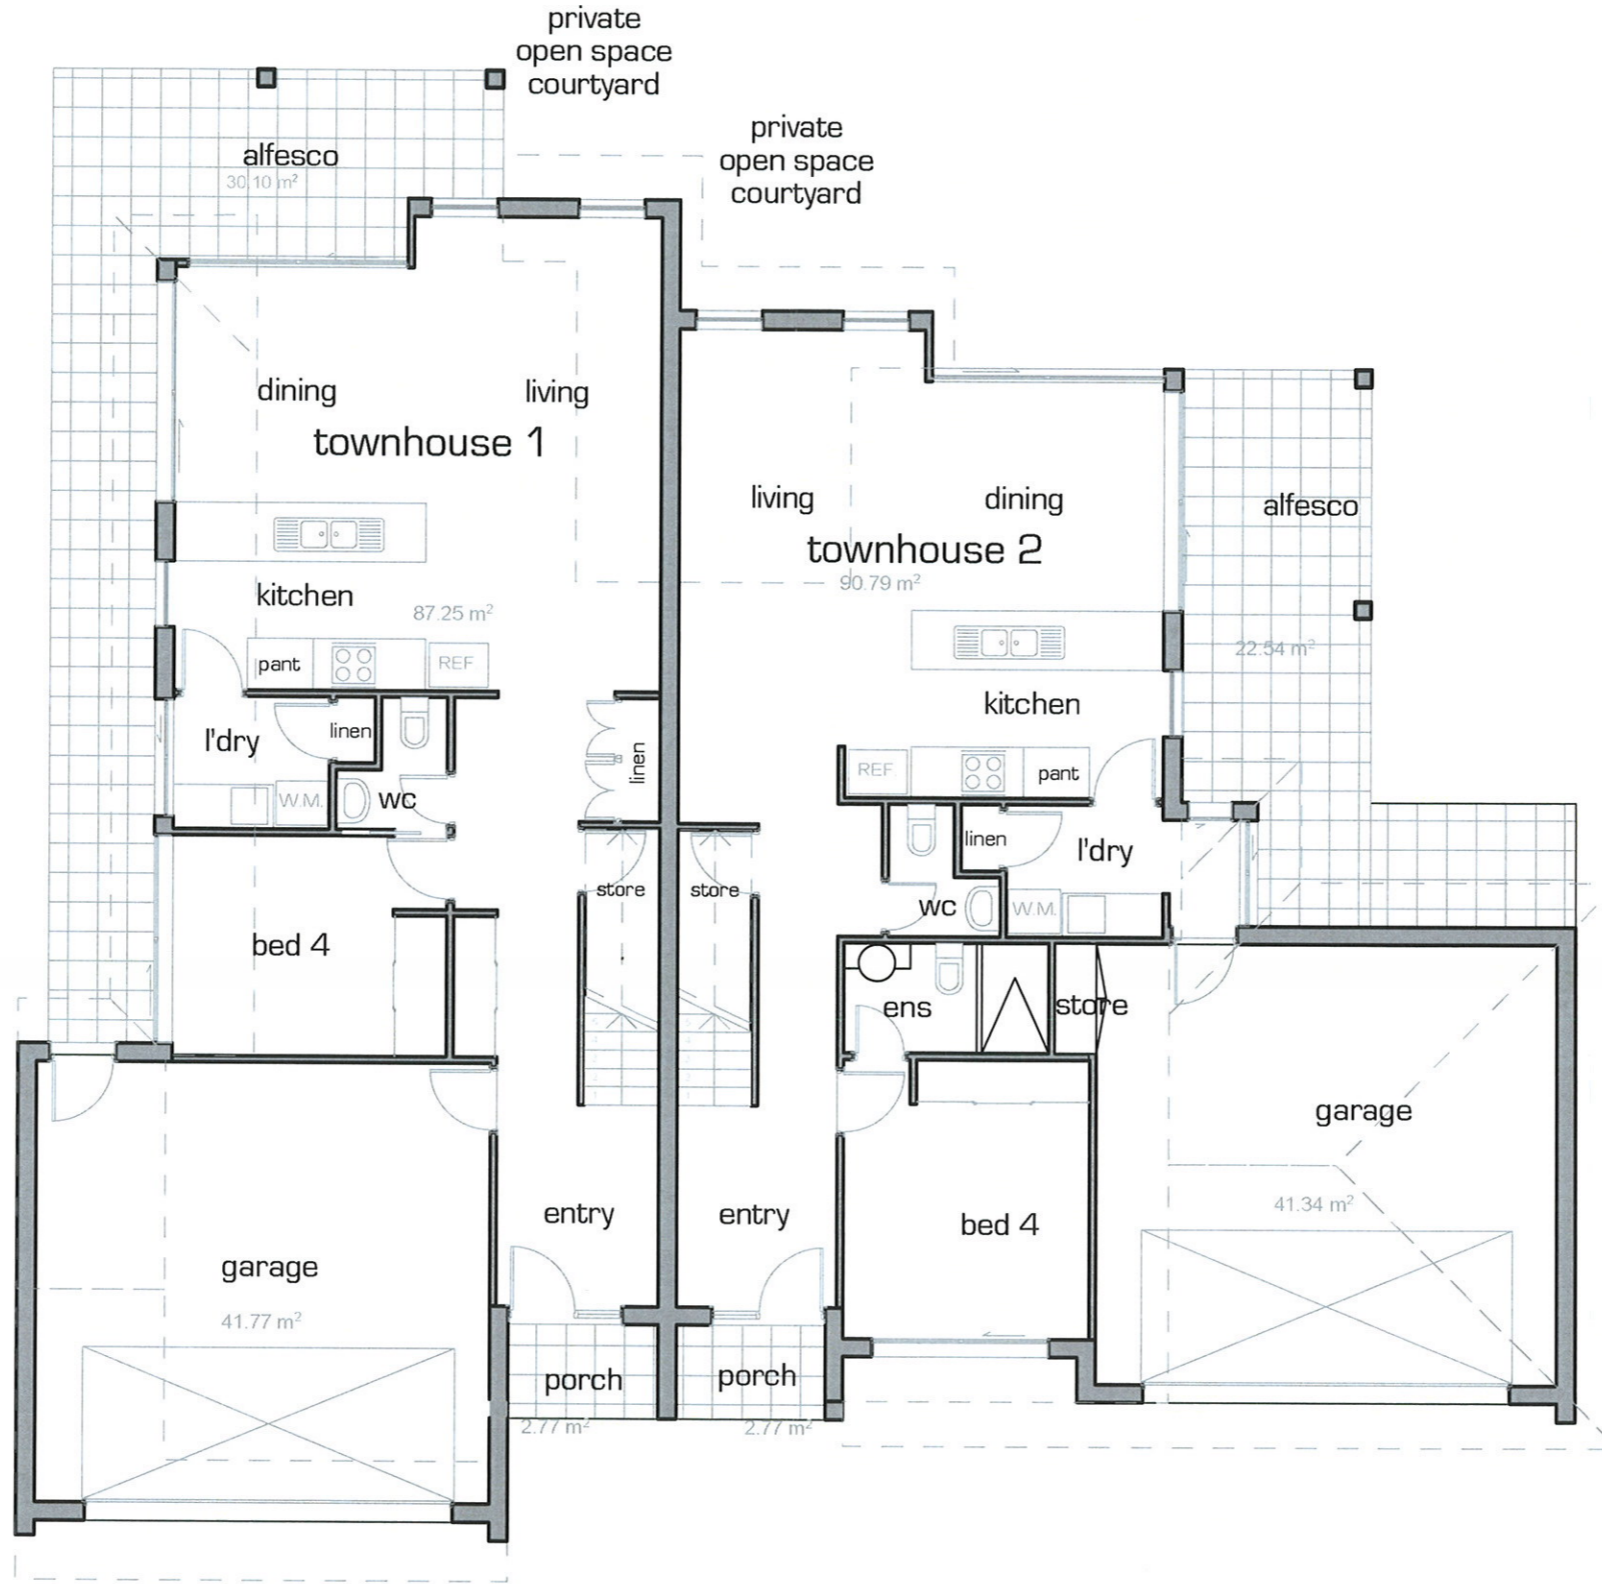 private
open space
courtyard
private
open space
courtyard
alfesco
30.10 m²
dining
living
townhouse 1
kitchen
87.25 m²
pant
REF
l'dry
linen
W.M.
wc
linen
store
bed 4
entry
garage
41.77 m²
porch
2.77 m²
living
dining
townhouse 2
90.79 m²
alfesco
22.54 m²
kitchen
REF
pant
linen
l'dry
wc
W.M.
store
ens
store
garage
41.34 m²
entry
bed 4
porch
2.77 m²